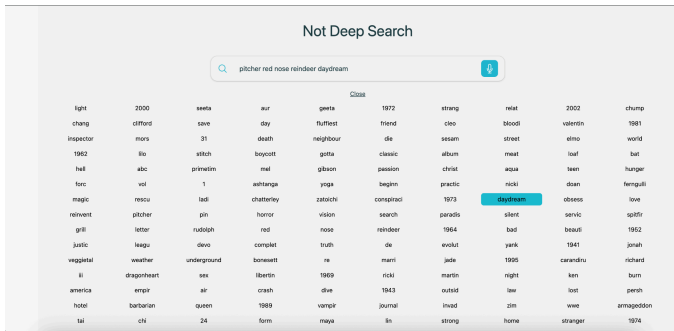 Not Deep Search
pitcher red nose reindeer daydream
Close
light 2000 seeta aur geeta 1972 strang relat 2002 chump
chang clifford save day fluffiest friend cleo bloodi valentin 1981
inspector mors 31 death neighbour die sesam street elmo world
1962 lilo stitch boycott gotta classic album meat loaf bat
hell abc primetim mel gibson passion christ aqua teen hunger
forc vol 1 ashtanga yoga beginn practic nicki doan ferngulli
magic rescu ladi chatterley zatoichi conspiraci 1973 daydream obsess love
reinvent pitcher pin horror vision search paradis silent servic spitfir
grill letter rudolph red nose reindeer 1964 bad beauti 1952
justic leagu devo complet truth de evolut yank 1941 jonah
veggietal weather underground bonesett re marri jade 1995 carandiru richard
iii dragonheart sex libertin 1969 ricki martin night ken burn
america empir air crash dive 1943 outsid law lost persh
hotel barbarian queen 1989 vampir journal invad zim wwe armageddon
tai chi 24 form maya lin strong home stranger 1974